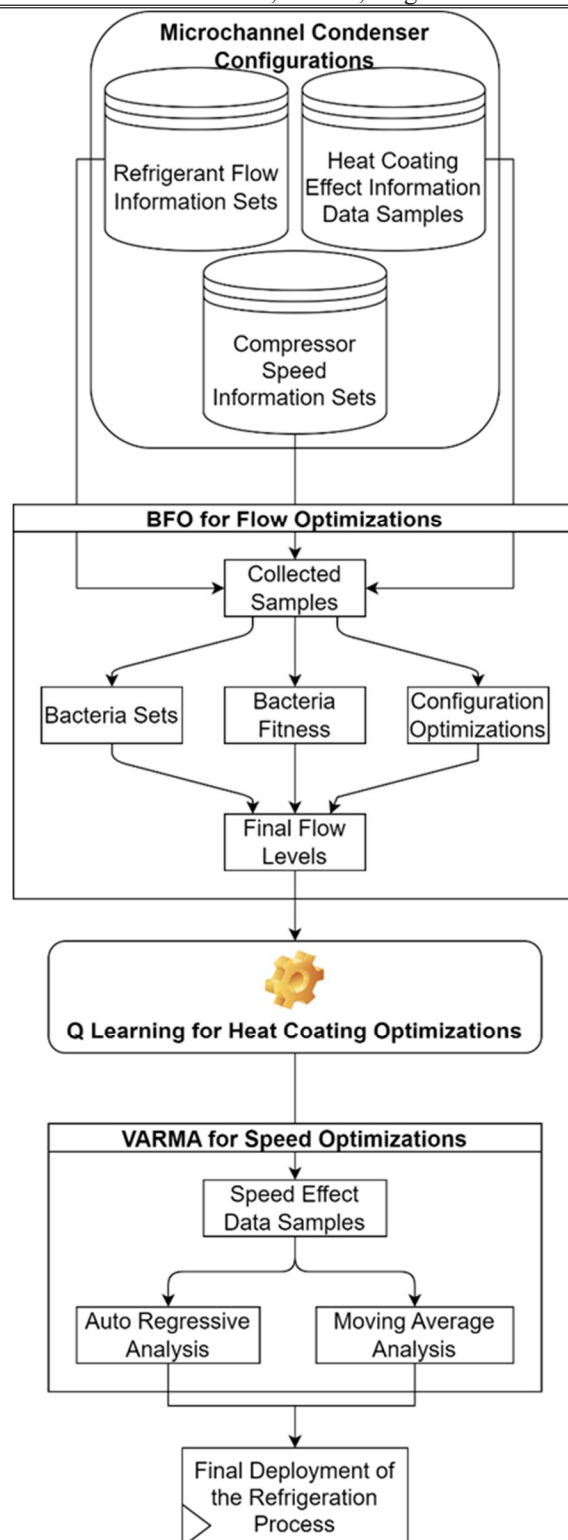 Microchannel Condenser
Configurations
Refrigerant Flow
Information Sets
Heat Coating
Effect Information
Data Samples
Compressor
Speed
Information Sets
BFO for Flow Optimizations
Collected
Samples
Bacteria Sets
Bacteria
Fitness
Configuration
Optimizations
Final Flow
Levels
Q Learning for Heat Coating Optimizations
VARMA for Speed Optimizations
Speed Effect
Data Samples
Auto Regressive
Analysis
Moving Average
Analysis
Final Deployment of
the Refrigeration
Process